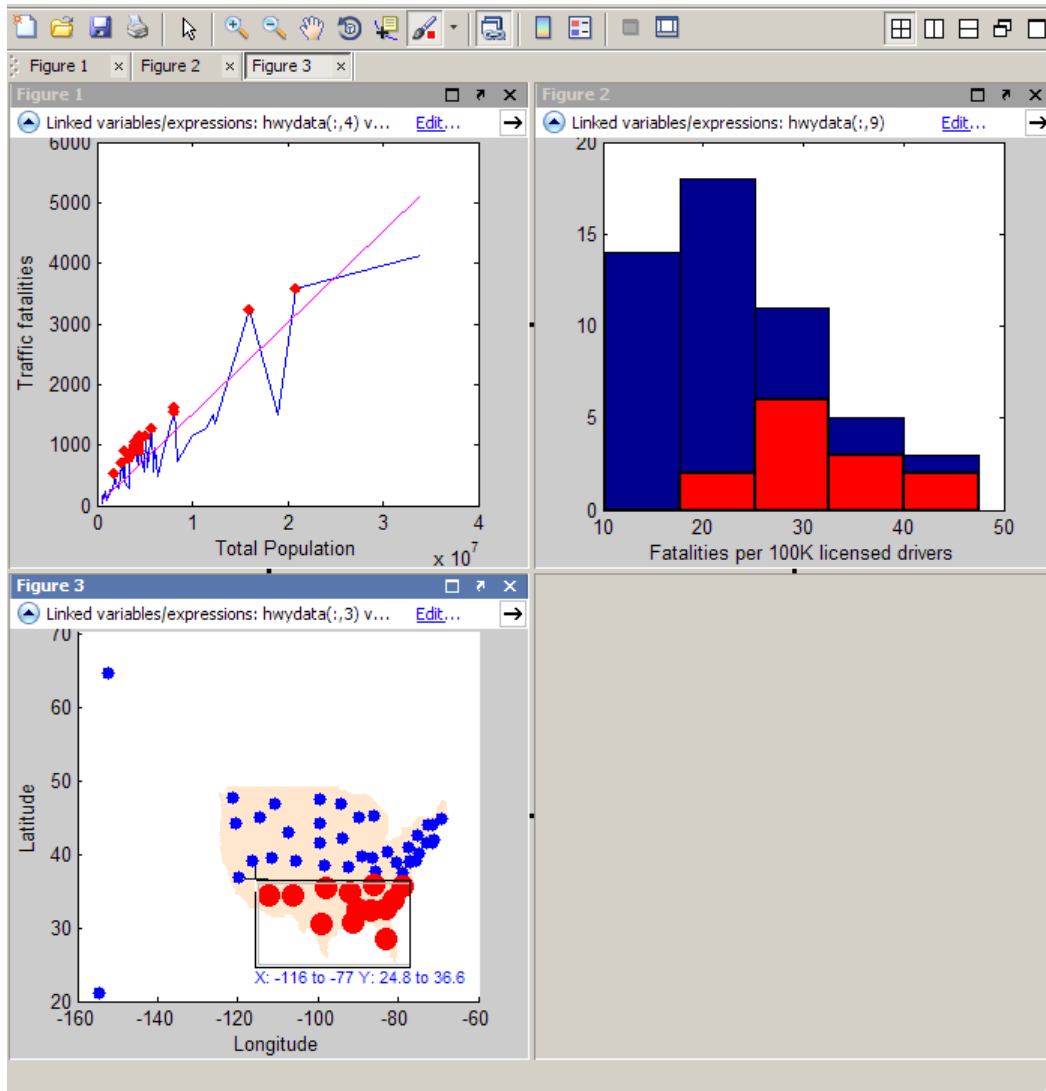 Figure 1 × Figure 2 × Figure 3 ×
Figure 1
Linked variables/expressions: hwydata(:,4) v... Edit...
6000
5000
4000
3000
2000
1000
0
Traffic fatalities
0 1 2 3 4
Total Population
x 10^7
Figure 2
Linked variables/expressions: hwydata(:,9) Edit...
20
15
10
5
0
10 20 30 40 50
Fatalities per 100K licensed drivers
Figure 3
Linked variables/expressions: hwydata(:,3) v... Edit...
70
60
50
40
30
20
Latitude
X: -116 to -77 Y: 24.8 to 36.6
-160 -140 -120 -100 -80 -60
Longitude